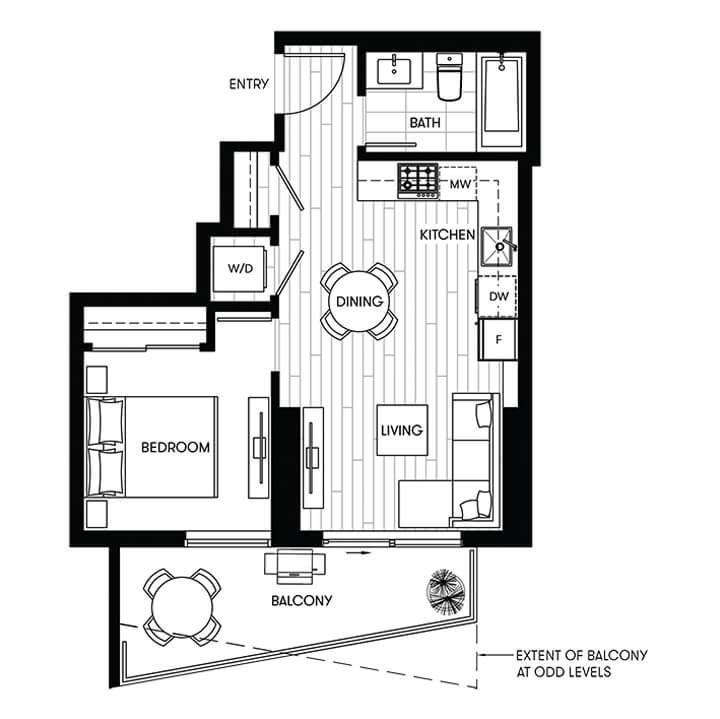 ENTRY
BATH
MW
KITCHEN
W/D
DINING
DW
F
LIVING
BEDROOM
BALCONY
EXTENT OF BALCONY
AT ODD LEVELS